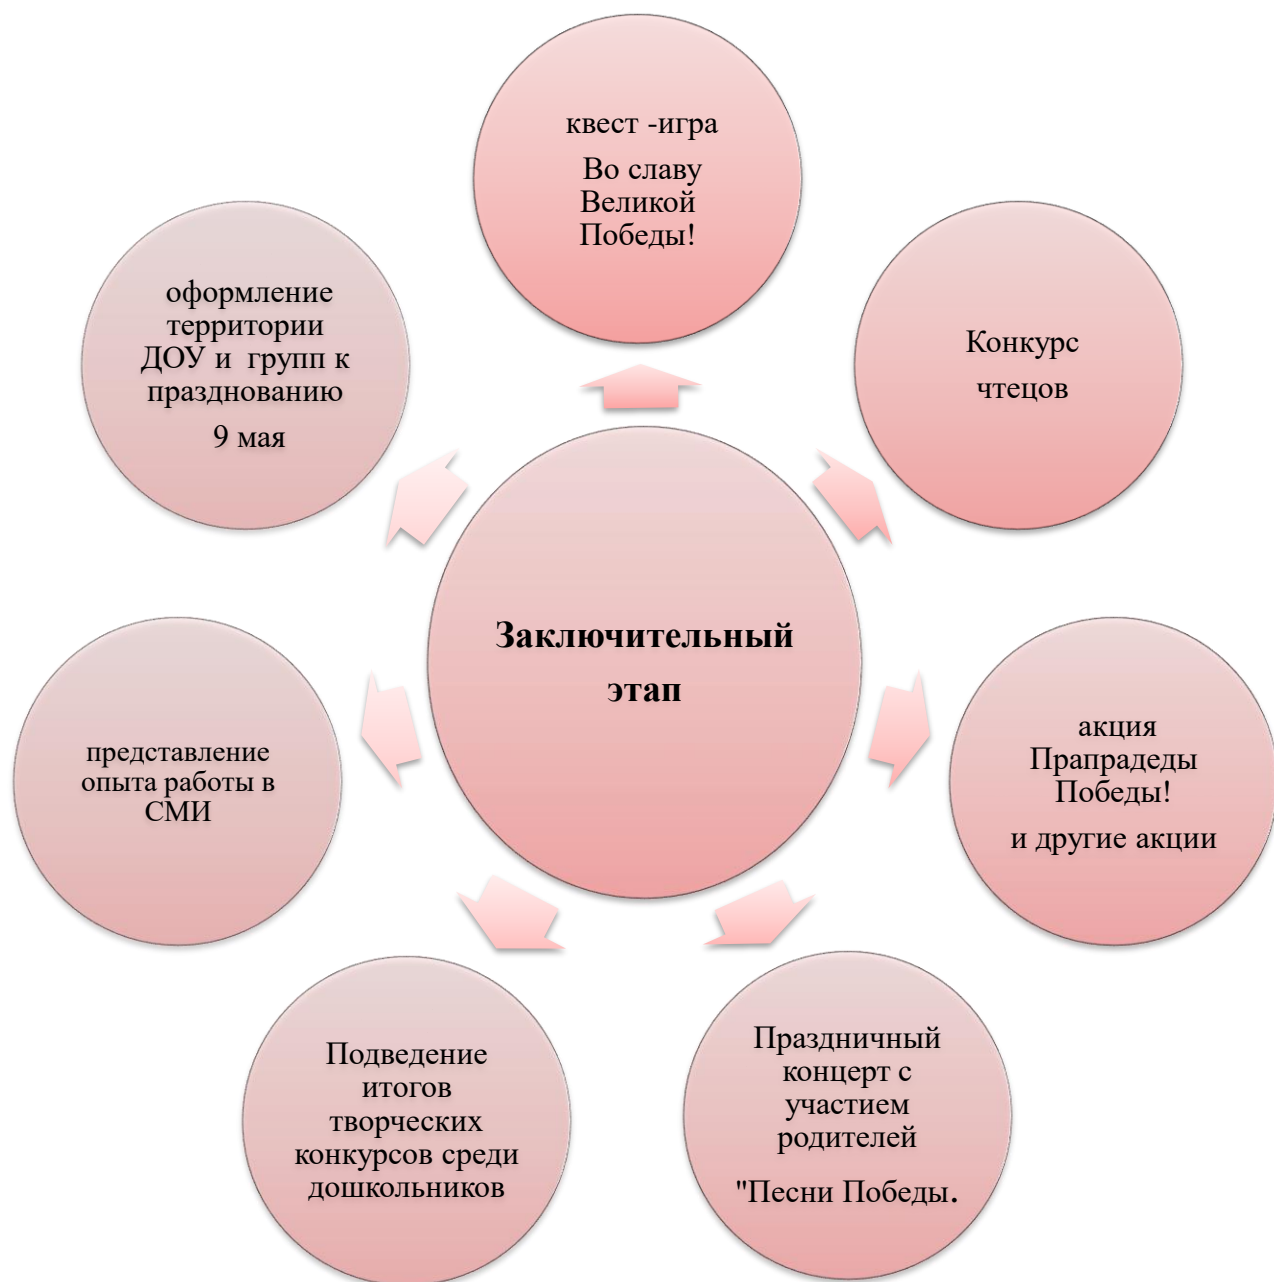 квест -игра
Во славу
Великой
Победы!
Конкурс
чтецов
акция
Прапрадеды
Победы!
и другие акции
Праздничный
концерт с
участием
родителей
"Песни Победы.
Подведение
итогов
творческих
конкурсов среди
дошкольников
представление
опыта работы в
СМИ
оформление
территории
ДОУ и  групп к
празднованию
9 мая
Заключительный
этап